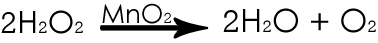 2H₂O₂ MnO₂ → 2H₂O + O₂